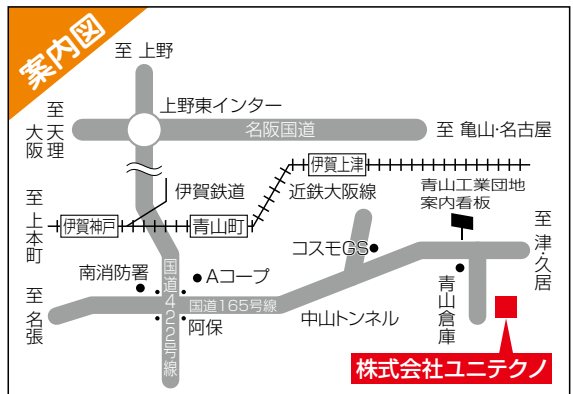 案内図
至 上野
上野東インター
至 天理
大阪
名阪国道
至 亀山・名古屋
伊賀上津
伊賀鉄道
近鉄大阪線
青山工業団地
案内看板
至 上本町
伊賀神戸
青山町
至 津・久居
コスモGS
南消防署
Aコープ
国道422号線
国道165号線
至 名張
阿保
中山トンネル
青山倉庫
株式会社ユニテクノ